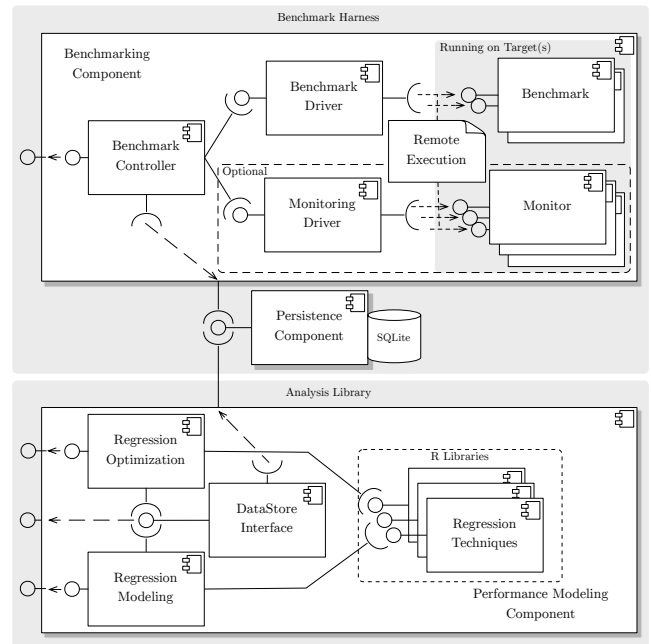 Benchmark Harness
Benchmarking
Component
Running on Target(s)
Benchmark
Driver
Benchmark
Benchmark
Controller
Remote
Execution
Optional
Monitoring
Driver
Monitor
Persistence
Component
SQLite
Analysis Library
Regression
Optimization
R Libraries
DataStore
Interface
Regression
Techniques
Regression
Modeling
Performance Modeling
Component